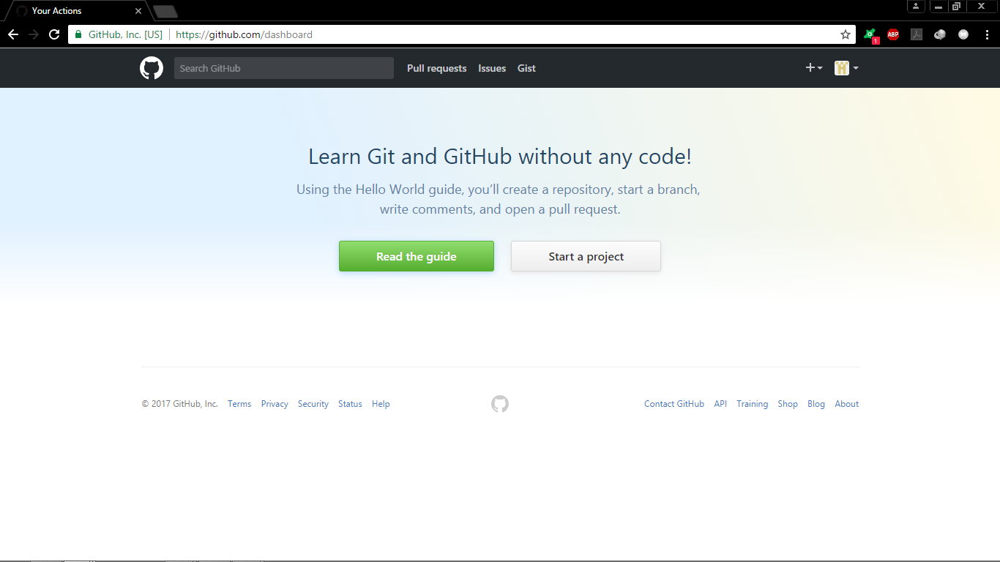 Your Actions
GitHub, Inc. [US] https://github.com/dashboard
1
ABP
Search GitHub Pull requests Issues Gist
Learn Git and GitHub without any code!
Using the Hello World guide, you’ll create a repository, start a branch,
write comments, and open a pull request.
Read the guide Start a project
© 2017 GitHub, Inc. Terms Privacy Security Status Help Contact GitHub API Training Shop Blog About